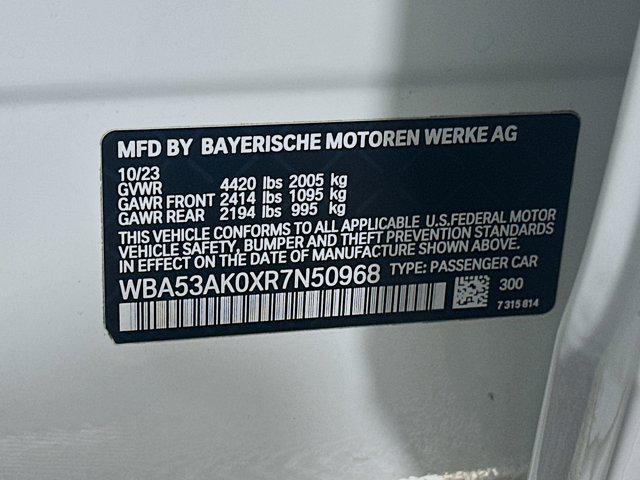 MFD BY BAYERISCHE MOTOREN WERKE AG
10/23
GVWR 4420 lbs 2005 kg
GAWR FRONT 2414 lbs 1095 kg
GAWR REAR 2194 lbs 995 kg
THIS VEHICLE CONFORMS TO ALL APPLICABLE U.S.FEDERAL MOTOR
VEHICLE SAFETY, BUMPER AND THEFT PREVENTION STANDARDS
IN EFFECT ON THE DATE OF MANUFACTURE SHOWN ABOVE.
WBA53AK0XR7N50968 TYPE: PASSENGER CAR
300
7 315 814